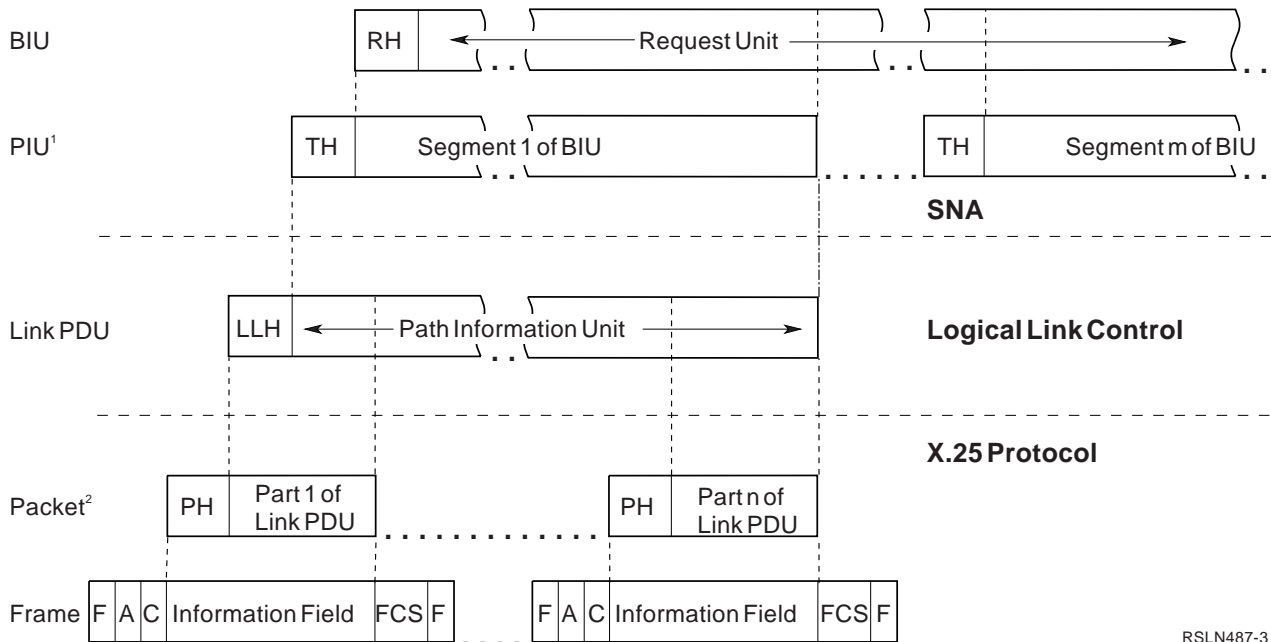 BIU RH Request Unit
PIU¹ TH Segment 1 of BIU TH Segment m of BIU
SNA
Link PDU LLH Path Information Unit Logical Link Control
X.25 Protocol
Packet² PH Part 1 of Link PDU PH Part n of Link PDU
Frame F A C Information Field FCS F F A C Information Field FCS F
RSLN487-3